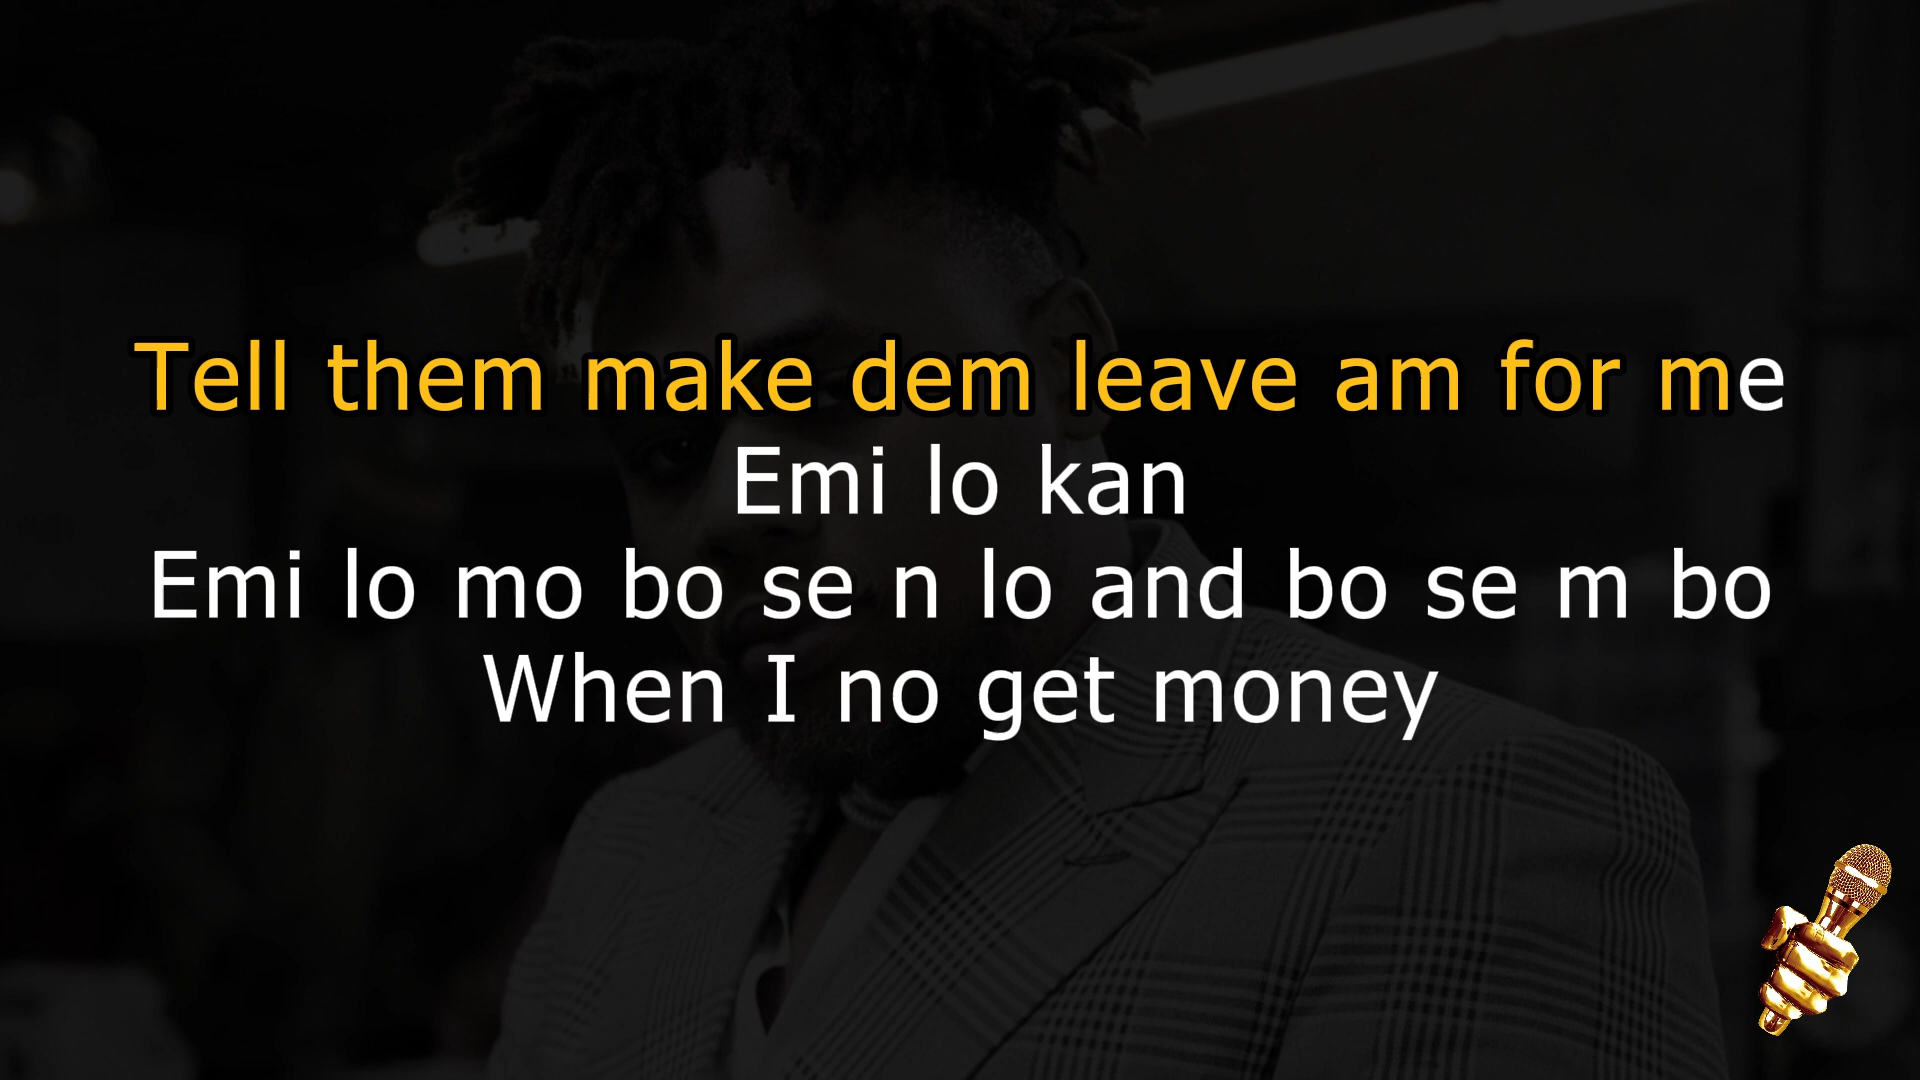 Tell them make dem leave am for me
Emi lo kan
Emi lo mo bo se n lo and bo se m bo
When I no get money